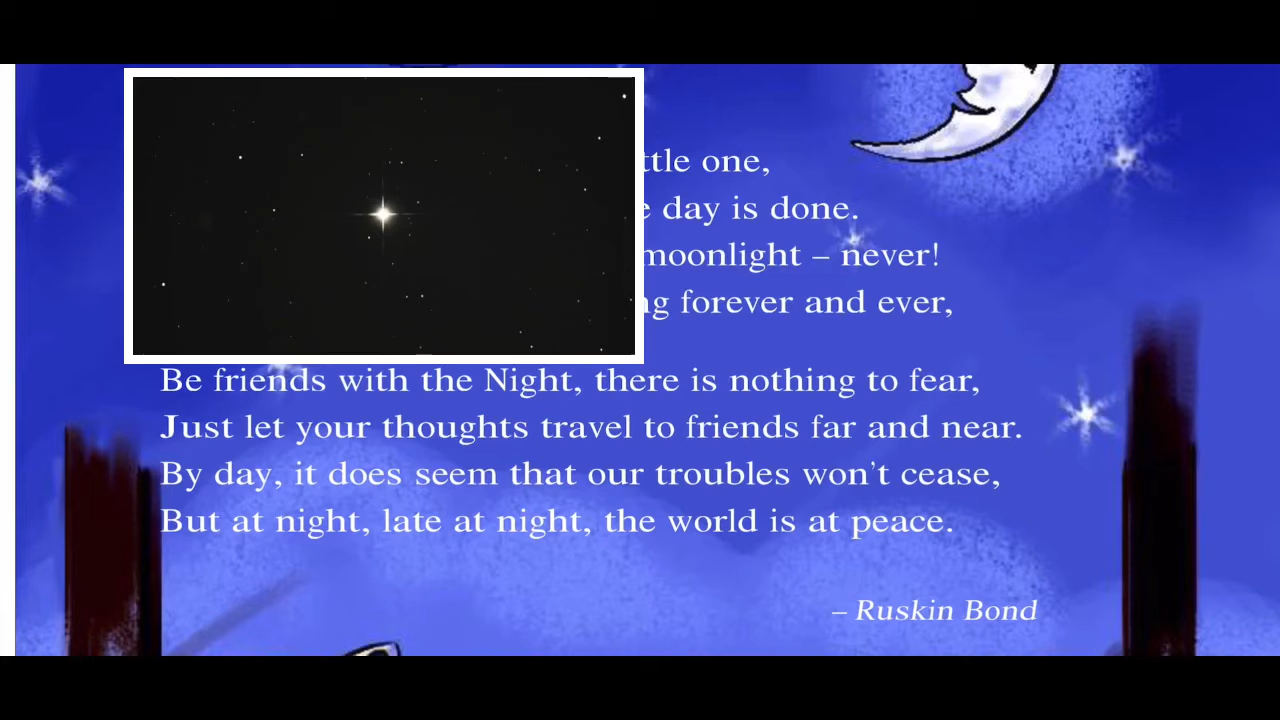 one,
day is done.
moonlight – never!
forever and ever,
Be friends with the Night, there is nothing to fear,
Just let your thoughts travel to friends far and near.
By day, it does seem that our troubles won't cease,
But at night, late at night, the world is at peace.
– Ruskin Bond